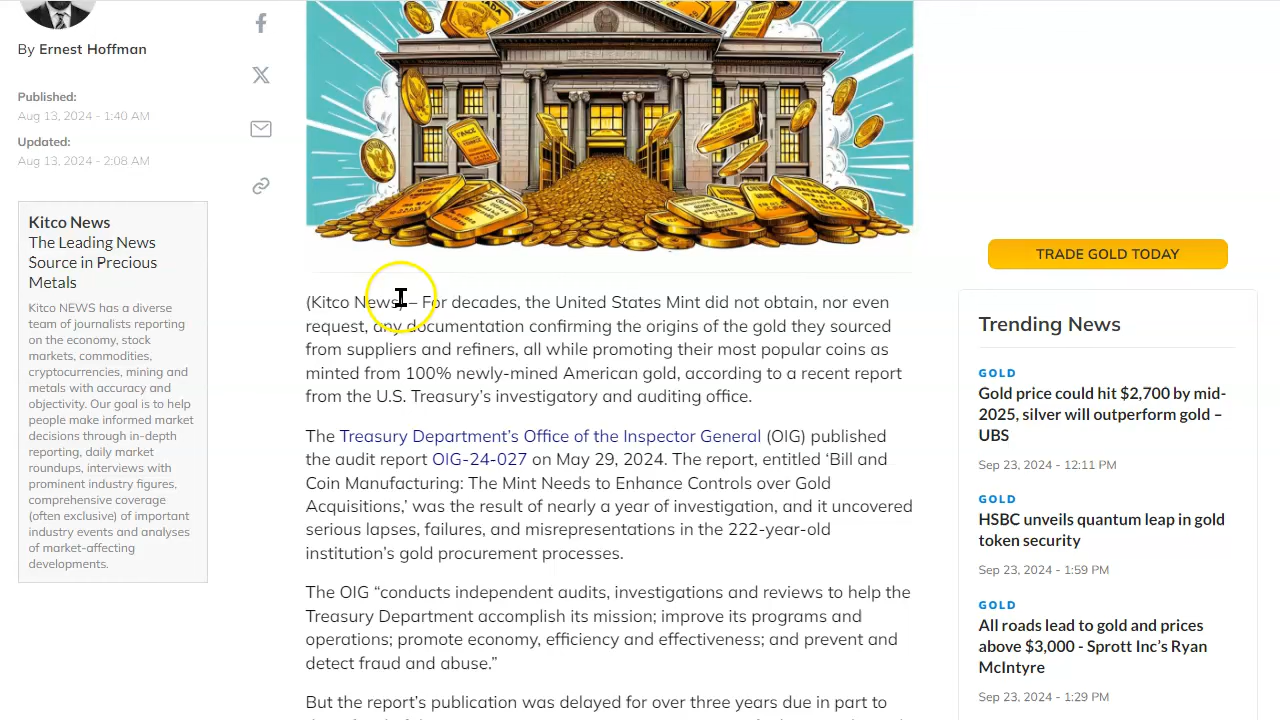 By Ernest Hoffman
Published:
Aug 13, 2024 - 1:40 AM
Updated:
Aug 13, 2024 - 2:08 AM
Kitco News
The Leading News
Source in Precious
Metals
Kitco NEWS has a diverse
team of journalists reporting
on the economy, stock
markets, commodities,
cryptocurrencies, mining and
metals with accuracy and
objectivity. Our goal is to help
people make informed market
decisions through in-depth
reporting, daily market
roundups, interviews with
prominent industry figures,
comprehensive coverage
(often exclusive) of important
industry events and analyses
of market-affecting
developments.
(Kitco News) – For decades, the United States Mint did not obtain, nor even
request, any documentation confirming the origins of the gold they sourced
from suppliers and refiners, all while promoting their most popular coins as
minted from 100% newly-mined American gold, according to a recent report
from the U.S. Treasury’s investigatory and auditing office.
The Treasury Department’s Office of the Inspector General (OIG) published
the audit report OIG-24-027 on May 29, 2024. The report, entitled ‘Bill and
Coin Manufacturing: The Mint Needs to Enhance Controls over Gold
Acquisitions,’ was the result of nearly a year of investigation, and it uncovered
serious lapses, failures, and misrepresentations in the 222-year-old
institution’s gold procurement processes.
The OIG “conducts independent audits, investigations and reviews to help the
Treasury Department accomplish its mission; improve its programs and
operations; promote economy, efficiency and effectiveness; and prevent and
detect fraud and abuse.”
But the report’s publication was delayed for over three years due in part to
TRADE GOLD TODAY
Trending News
GOLD
Gold price could hit $2,700 by mid-
2025, silver will outperform gold –
UBS
Sep 23, 2024 - 12:11 PM
GOLD
HSBC unveils quantum leap in gold
token security
Sep 23, 2024 - 1:59 PM
GOLD
All roads lead to gold and prices
above $3,000 - Sprott Inc’s Ryan
McIntyre
Sep 23, 2024 - 1:29 PM